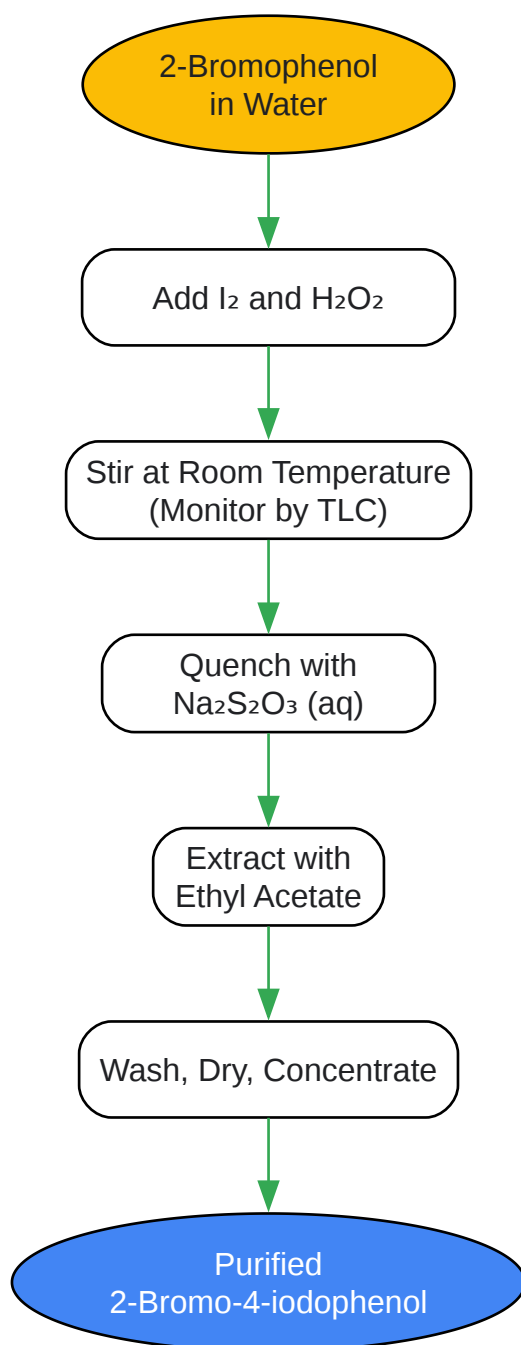 2-Bromophenol
in Water
Add I₂ and H₂O₂
Stir at Room Temperature
(Monitor by TLC)
Quench with
Na₂S₂O₃ (aq)
Extract with
Ethyl Acetate
Wash, Dry, Concentrate
Purified
2-Bromo-4-iodophenol